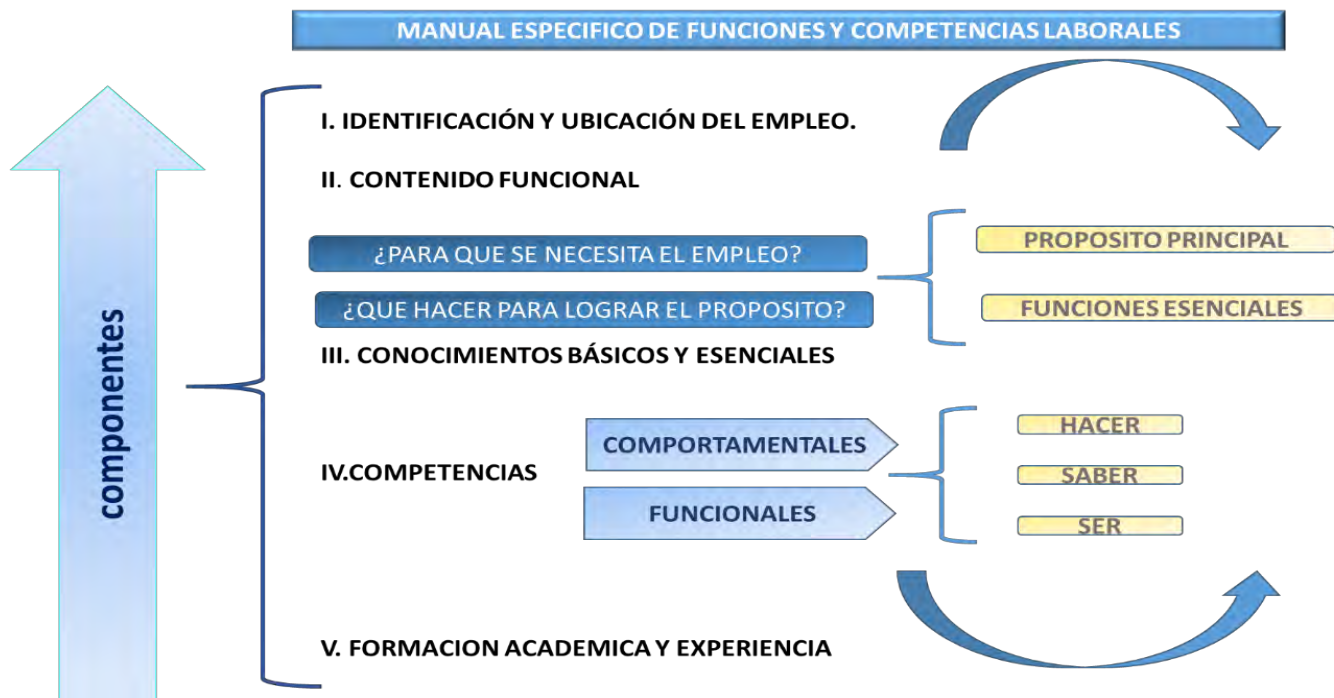 MANUAL ESPECIFICO DE FUNCIONES Y COMPETENCIAS LABORALES
componentes
I. IDENTIFICACIÓN Y UBICACIÓN DEL EMPLEO.
II. CONTENIDO FUNCIONAL
¿PARA QUE SE NECESITA EL EMPLEO?
¿QUE HACER PARA LOGRAR EL PROPOSITO?
PROPOSITO PRINCIPAL
FUNCIONES ESENCIALES
III. CONOCIMIENTOS BÁSICOS Y ESENCIALES
IV.COMPETENCIAS
COMPORTAMENTALES
FUNCIONALES
HACER
SABER
SER
V. FORMACION ACADEMICA Y EXPERIENCIA